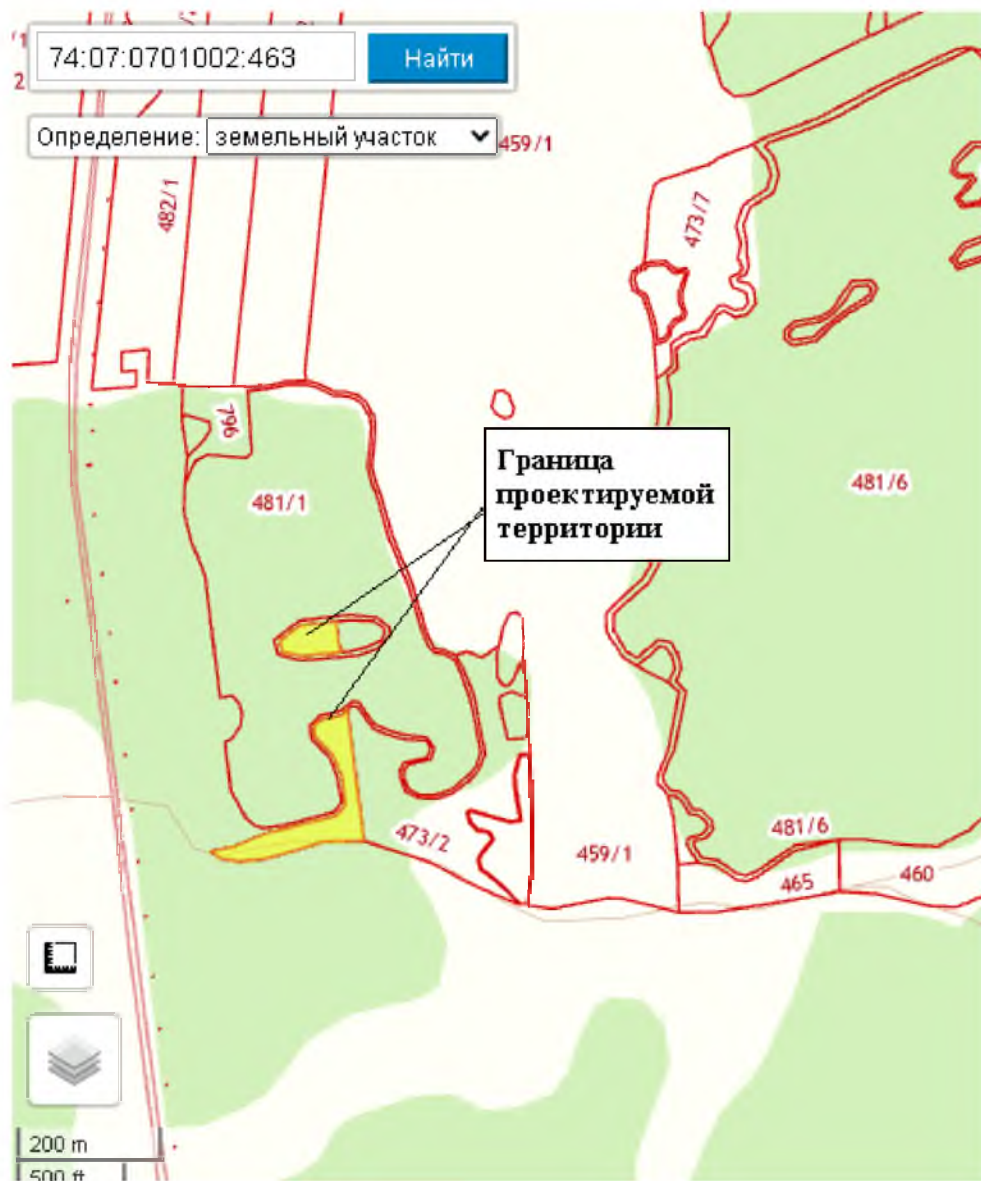 74:07:0701002:463
Найти
2
Определение: земельный участок
459/1
482/1
473/7
796
481/1
Граница
проектируемой
территории
481/6
473/2
459/1
481/6
465
460
200 m
500 ft